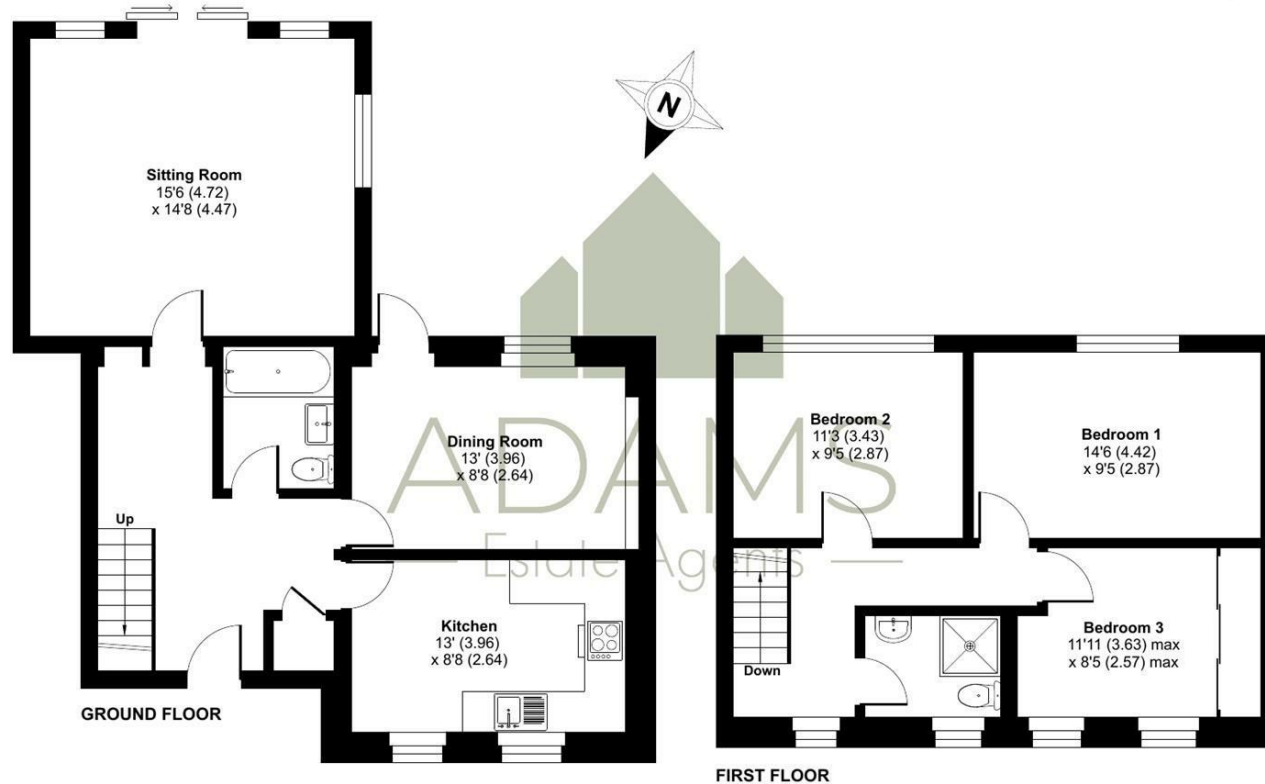 N
Sitting Room
15'6 (4.72)
x 14'8 (4.47)
ADAMS
Estate Agents
Dining Room
13' (3.96)
x 8'8 (2.64)
Up
Kitchen
13' (3.96)
x 8'8 (2.64)
GROUND FLOOR
Bedroom 2
11'3 (3.43)
x 9'5 (2.87)
Bedroom 1
14'6 (4.42)
x 9'5 (2.87)
Bedroom 3
11'11 (3.63) max
x 8'5 (2.57) max
Down
FIRST FLOOR